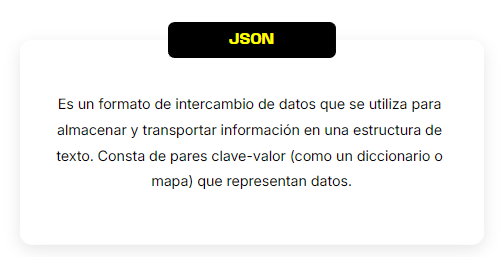 JSON
Es un formato de intercambio de datos que se utiliza para
almacenar y transportar información en una estructura de
texto. Consta de pares clave-valor (como un diccionario o
mapa) que representan datos.